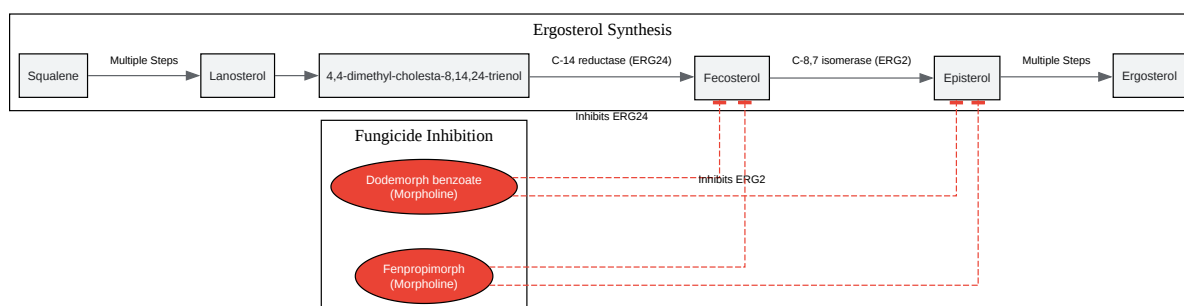 Ergosterol Synthesis
Multiple Steps
C-14 reductase (ERG24)
C-8,7 isomerase (ERG2)
Multiple Steps
Squalene
Lanosterol
4,4-dimethyl-cholesta-8,14,24-trienol
Fecosterol
Episterol
Ergosterol
Inhibits ERG24
Fungicide Inhibition
Dodemorph benzoate
(Morpholine)
Inhibits ERG2
Fenpropimorph
(Morpholine)